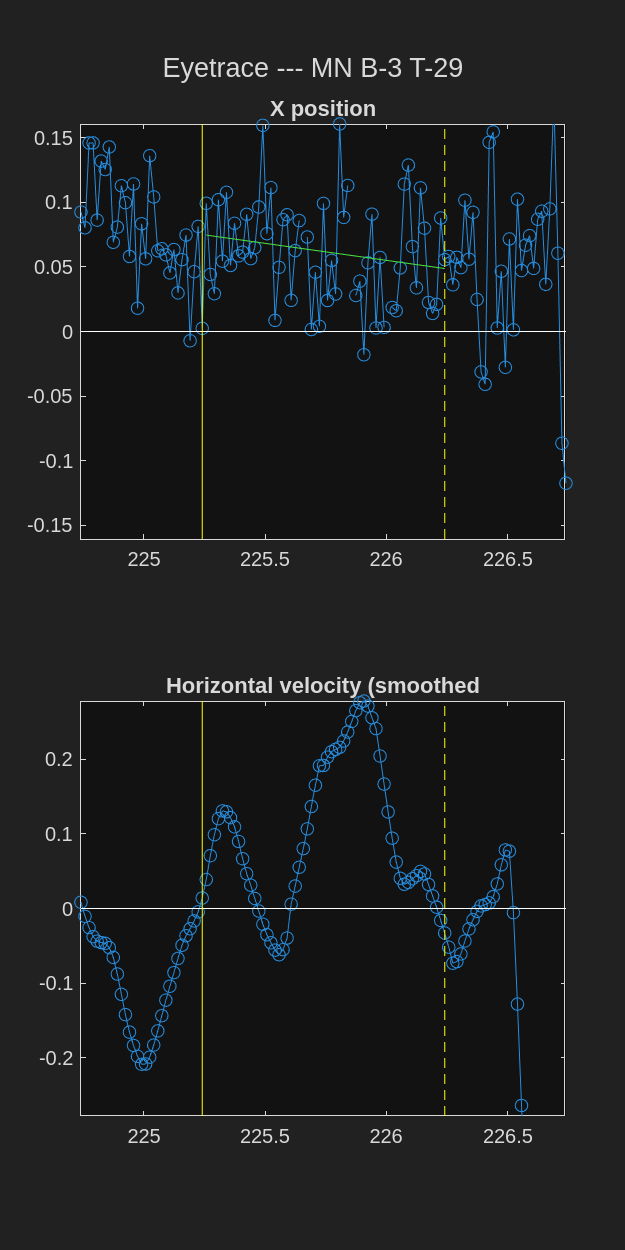 Eyetrace --- MN B-3 T-29
X position
0.15
0.1
0.05
0
-0.05
-0.1
-0.15
225 225.5 226 226.5
Horizontal velocity (smoothed
0.2
0.1
0
-0.1
-0.2
225 225.5 226 226.5